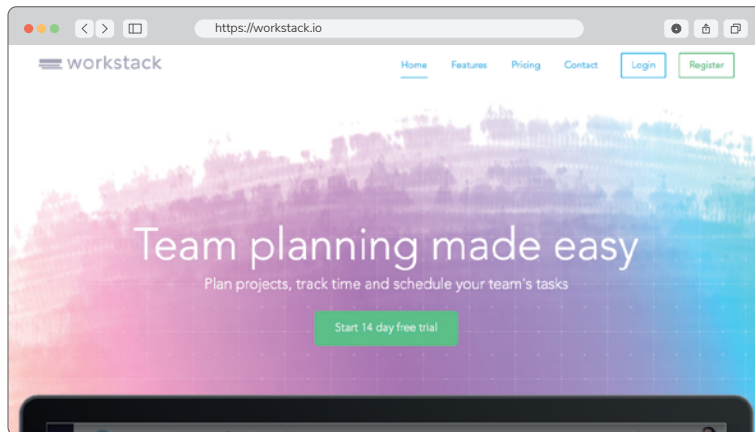 https://workstack.io
workstack
Home Features Pricing Contact Login Register
Team planning made easy
Plan projects, track time and schedule your team's tasks
Start 14 day free trial